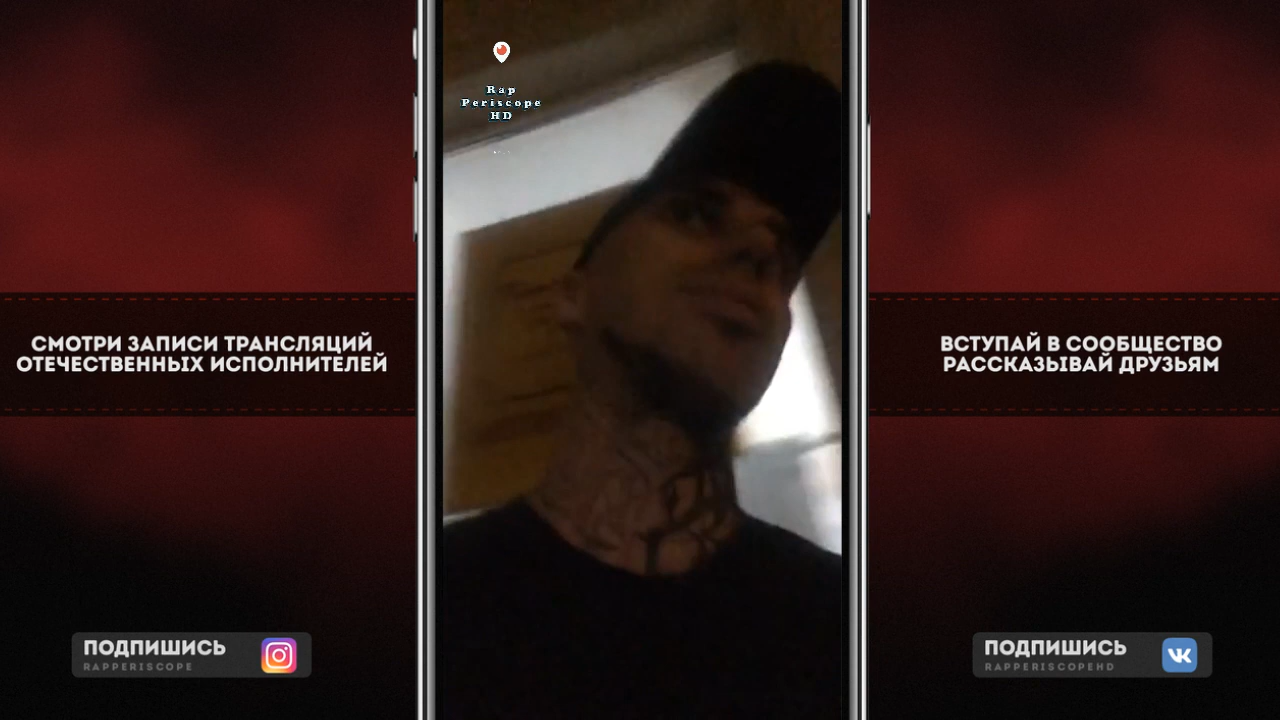 Rap
Periscope
HD
СМОТРИ ЗАПИСИ ТРАНСЛЯЦИЙ
ОТЕЧЕСТВЕННЫХ ИСПОЛНИТЕЛЕЙ
ВСТУПАЙ В СООБЩЕСТВО
РАССКАЗЫВАЙ ДРУЗЬЯМ
ПОДПИШИСЬ
RAPPERISCOPE
ПОДПИШИСЬ
RAPPERISCOPEHD